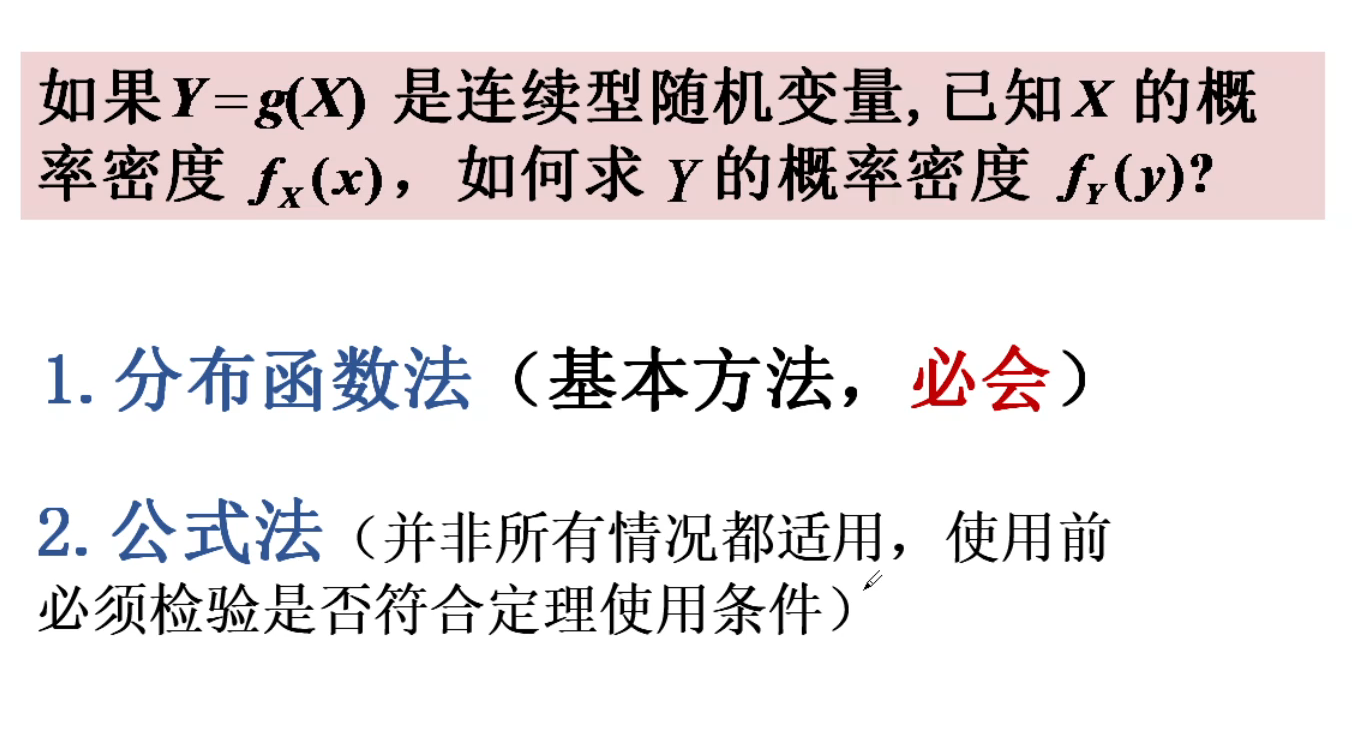 如果Y=g(X) 是连续型随机变量,已知X 的概
率密度 f_X(x)，如何求 Y 的概率密度 f_Y(y)?
1.分布函数法（基本方法，必会）
2.公式法（并非所有情况都适用，使用前
必须检验是否符合定理使用条件）